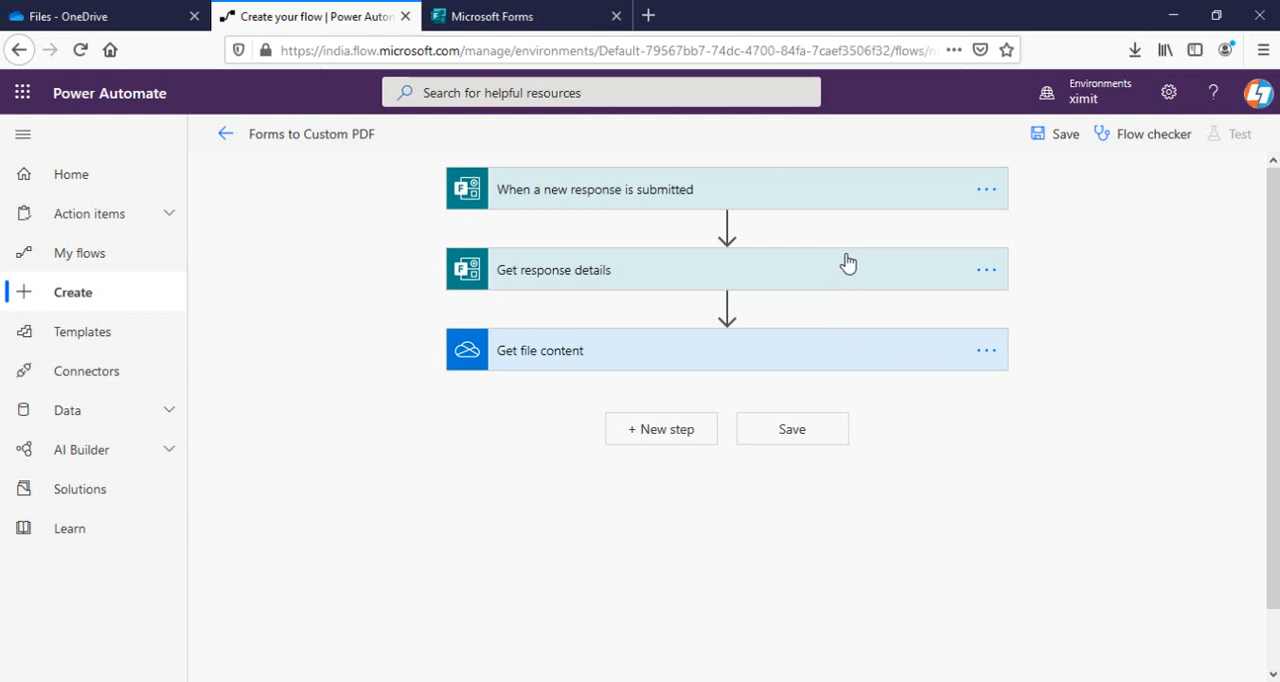 Files - OneDrive
Create your flow | Power Auton
Microsoft Forms
https://india.flow.microsoft.com/manage/environments/Default-79567bb7-74dc-4700-84fa-7caef3506f32/flows/n
Power Automate
Search for helpful resources
Environments
ximit
Forms to Custom PDF
Save
Flow checker
Test
Home
Action items
My flows
Create
Templates
Connectors
Data
AI Builder
Solutions
Learn
When a new response is submitted
Get response details
Get file content
+ New step
Save